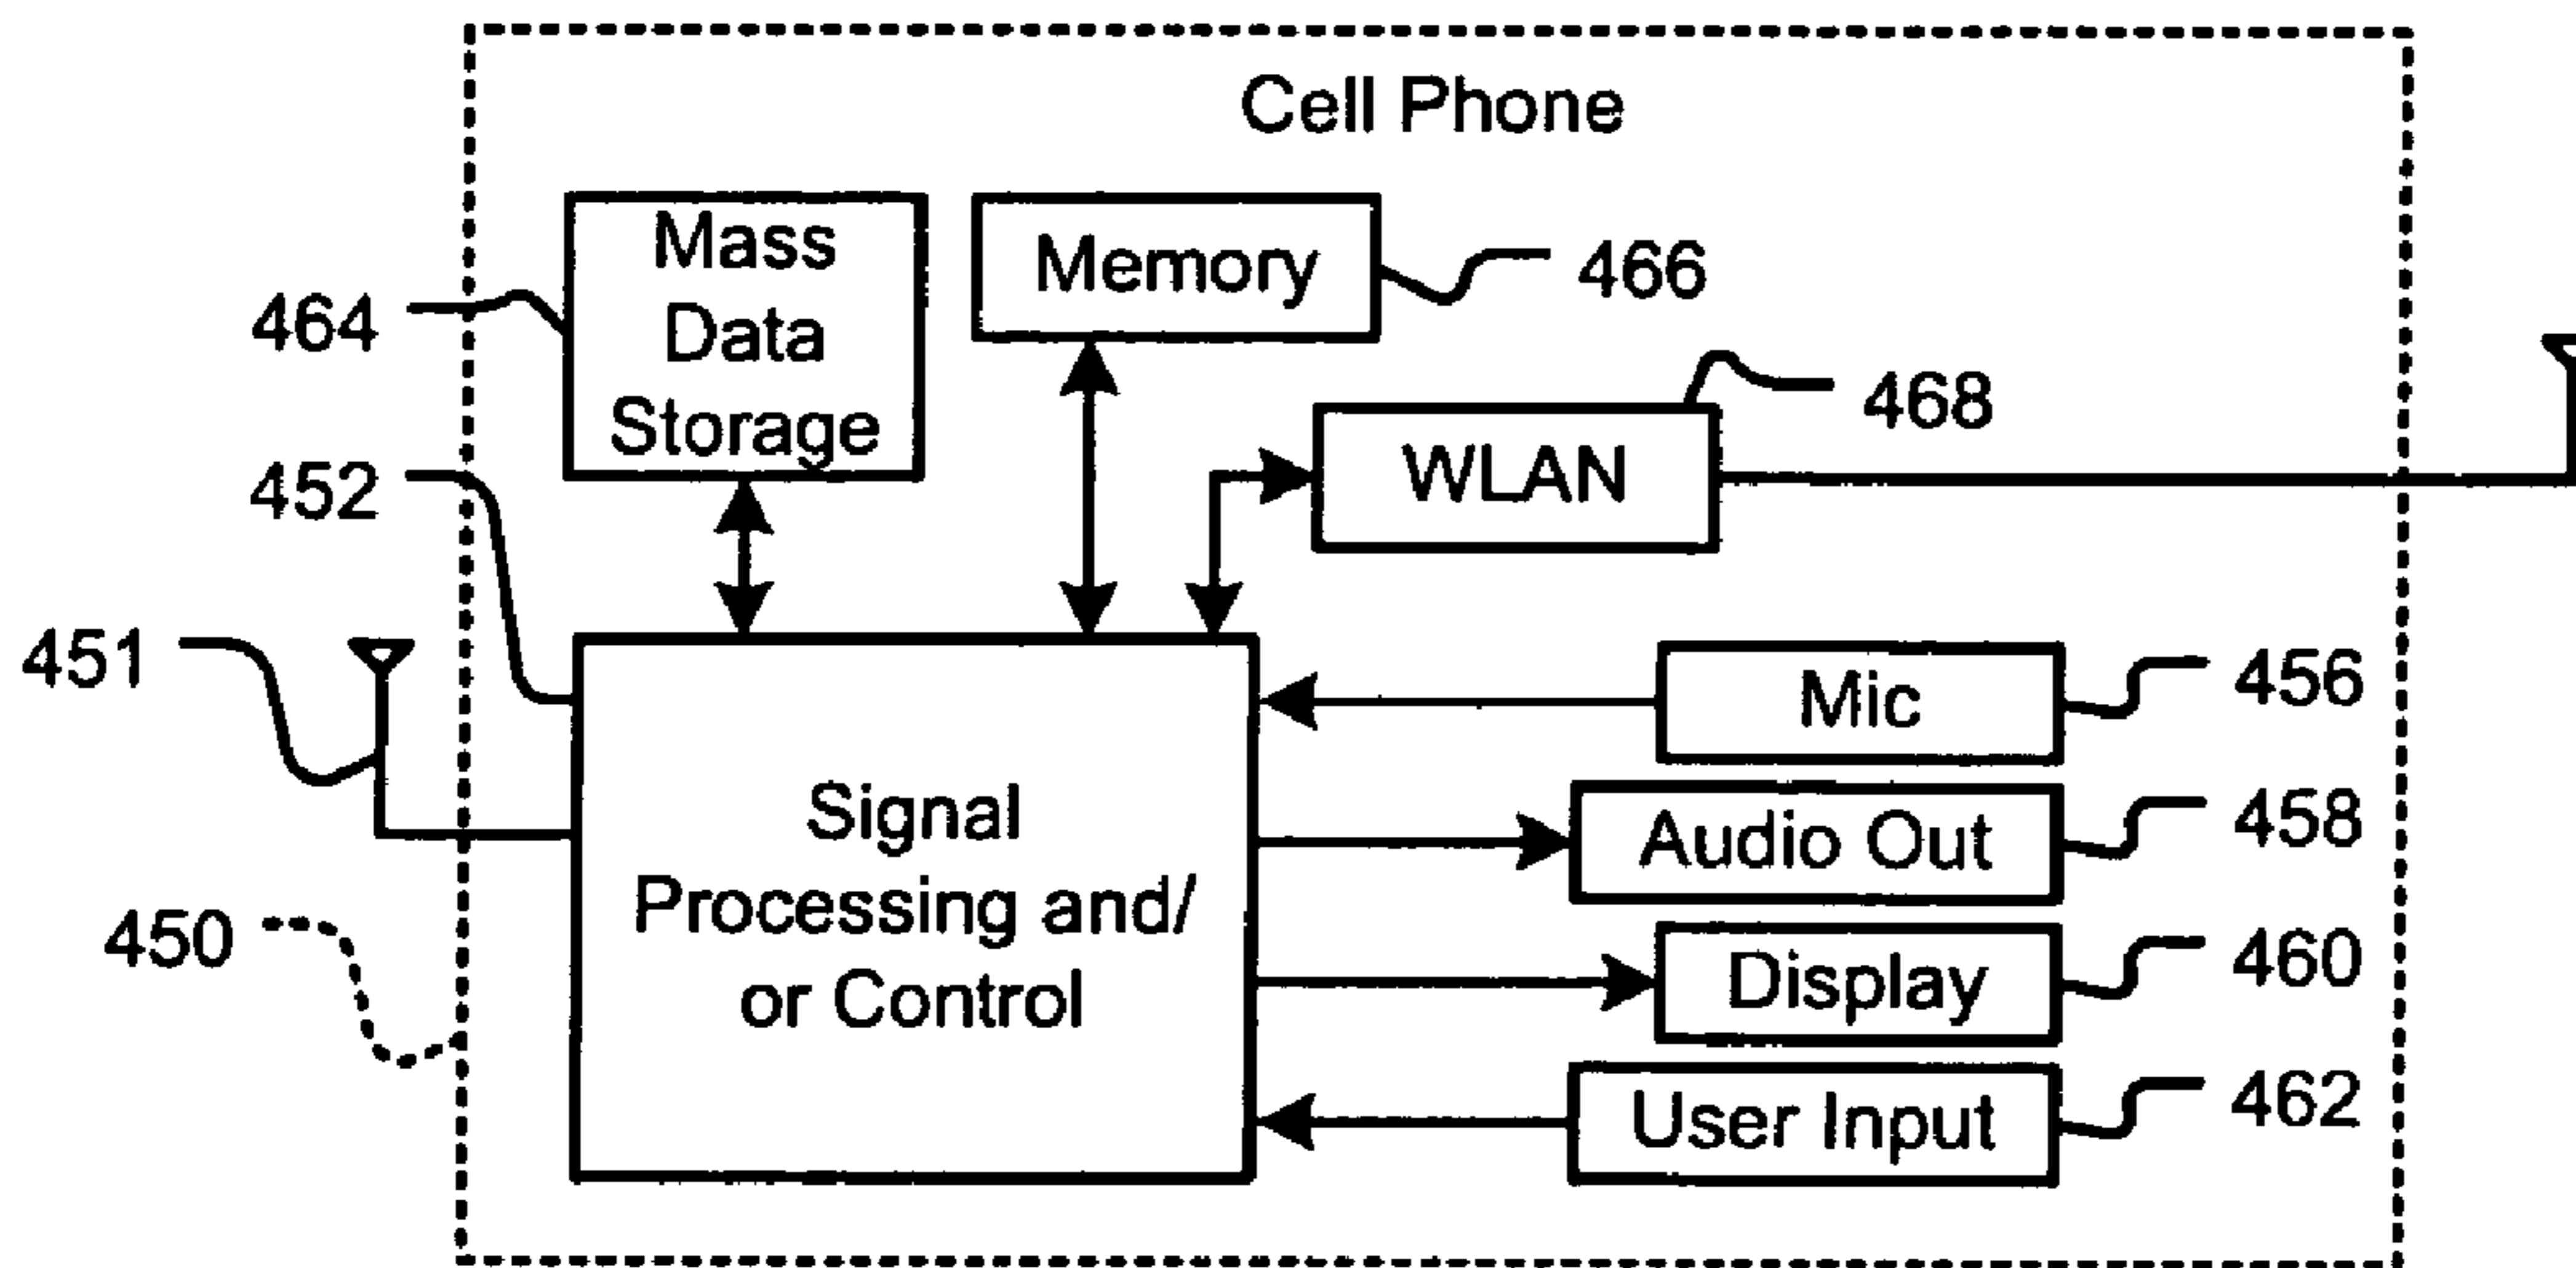 Cell Phone
Mass
Data
Storage
Memory
466
464
468
WLAN
452
451
Mic
456
Signal
Processing and/
or Control
Audio Out
458
450
Display
460
User Input
462